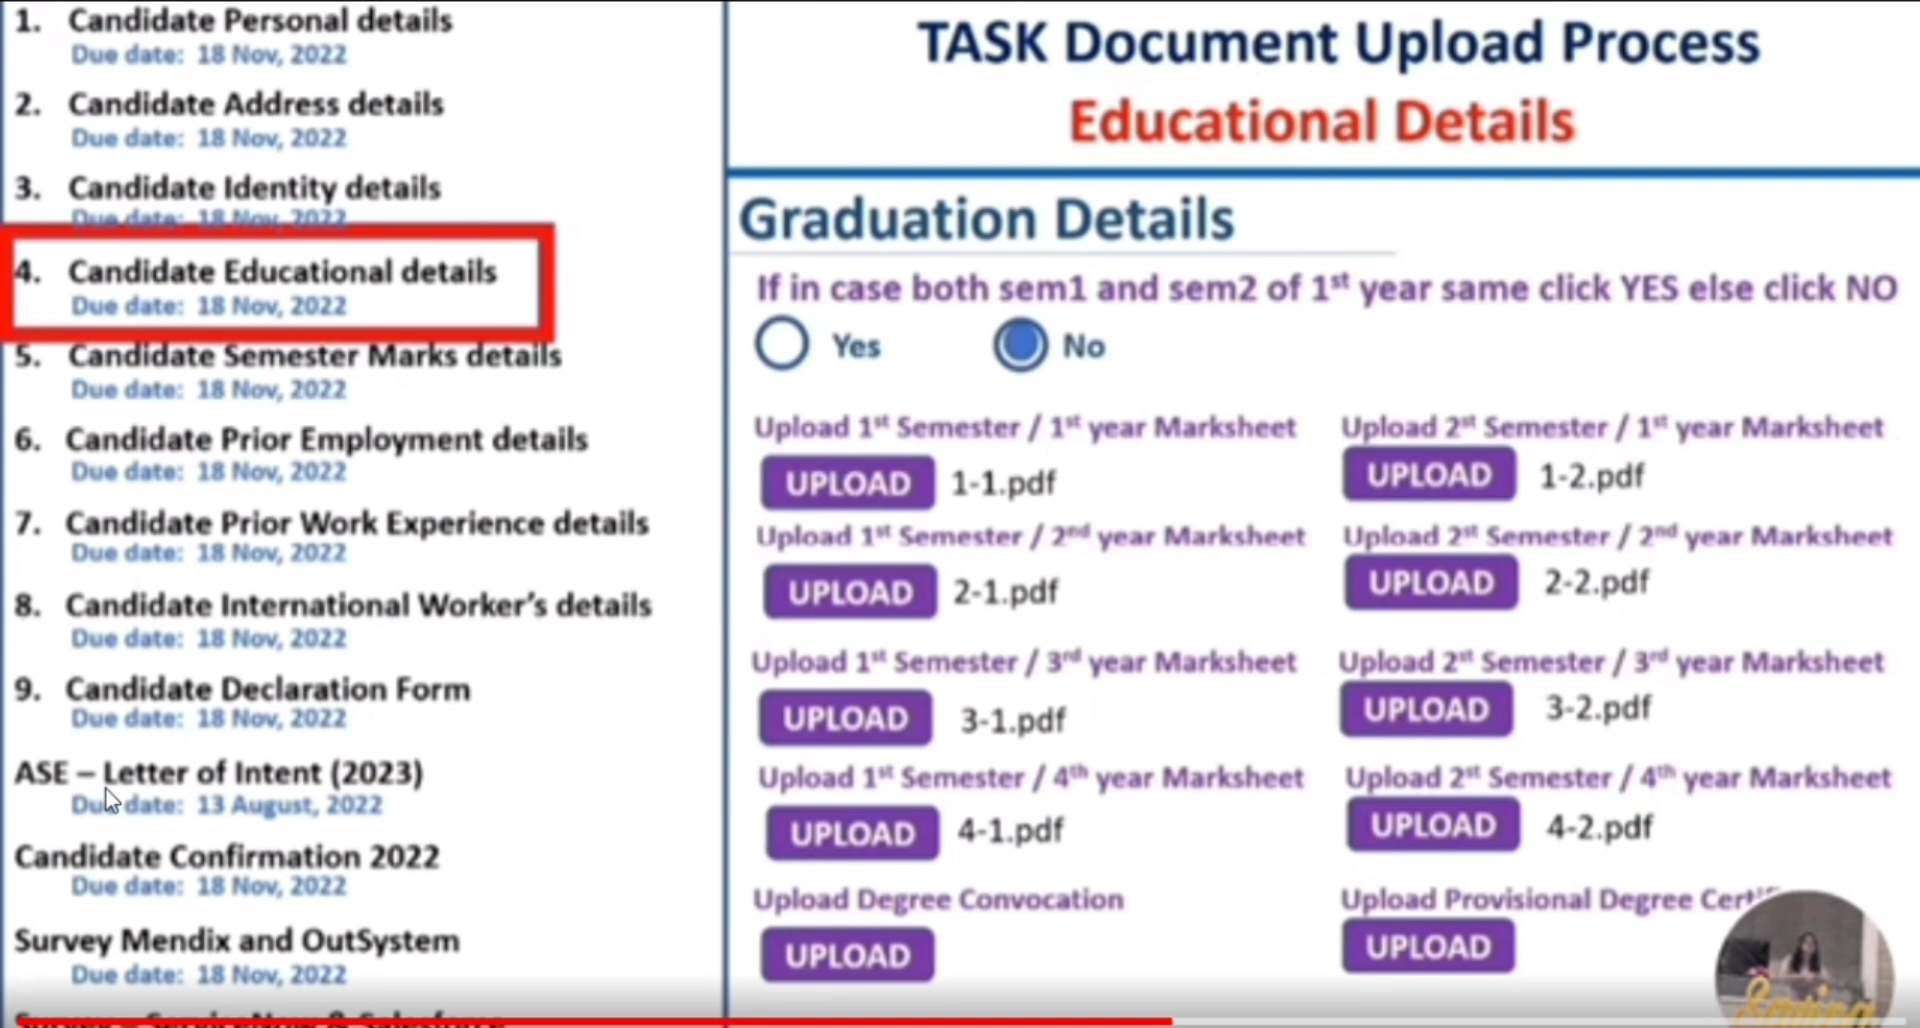 1. Candidate Personal details
Due date: 18 Nov, 2022
2. Candidate Address details
Due date: 18 Nov, 2022
3. Candidate Identity details
Due date: 18 Nov, 2022
4. Candidate Educational details
Due date: 18 Nov, 2022
5. Candidate Semester Marks details
Due date: 18 Nov, 2022
6. Candidate Prior Employment details
Due date: 18 Nov, 2022
7. Candidate Prior Work Experience details
Due date: 18 Nov, 2022
8. Candidate International Worker's details
Due date: 18 Nov, 2022
9. Candidate Declaration Form
Due date: 18 Nov, 2022
ASE – Letter of Intent (2023)
Due date: 13 August, 2022
Candidate Confirmation 2022
Due date: 18 Nov, 2022
Survey Mendix and OutSystem
Due date: 18 Nov, 2022
TASK Document Upload Process
Educational Details
Graduation Details
If in case both sem1 and sem2 of 1st year same click YES else click NO
Yes No
Upload 1st Semester / 1st year Marksheet Upload 2st Semester / 1st year Marksheet
UPLOAD 1-1.pdf UPLOAD 1-2.pdf
Upload 1st Semester / 2nd year Marksheet Upload 2st Semester / 2nd year Marksheet
UPLOAD 2-1.pdf UPLOAD 2-2.pdf
Upload 1st Semester / 3rd year Marksheet Upload 2st Semester / 3rd year Marksheet
UPLOAD 3-1.pdf UPLOAD 3-2.pdf
Upload 1st Semester / 4th year Marksheet Upload 2st Semester / 4th year Marksheet
UPLOAD 4-1.pdf UPLOAD 4-2.pdf
Upload Degree Convocation Upload Provisional Degree
UPLOAD UPLOAD